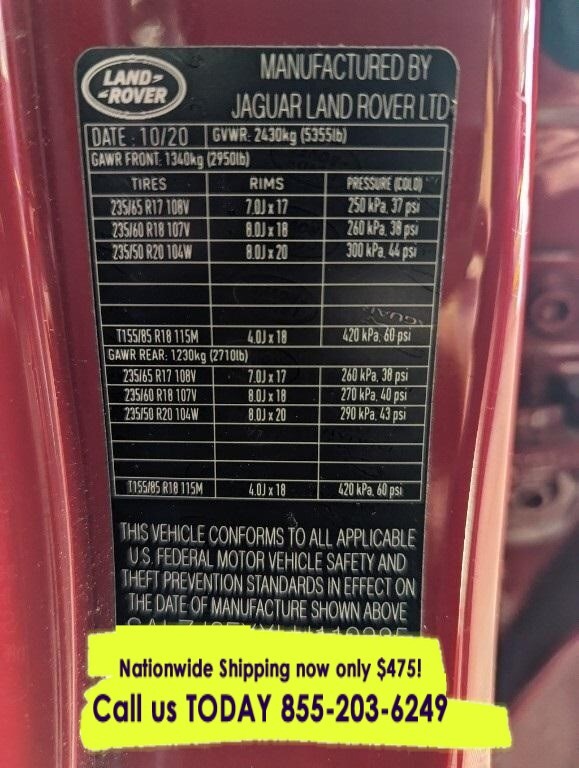 LAND ROVER
MANUFACTURED BY
JAGUAR LAND ROVER LTD
DATE : 10/20 GVWR: 2430kg (5355lb)
GAWR FRONT: 1340kg (2950lb)
TIRES RIMS PRESSURE (COLD)
235/65 R17 108V 7.0J x 17 250 kPa, 37 psi
235/60 R18 107V 8.0J x 18 260 kPa, 38 psi
235/50 R20 104W 8.0J x 20 300 kPa, 44 psi
T155/85 R18 115M 4.0J x 18 420 kPa, 60 psi
GAWR REAR: 1230kg (2710lb)
235/65 R17 108V 7.0J x 17 260 kPa, 38 psi
235/60 R18 107V 8.0J x 18 270 kPa, 40 psi
235/50 R20 104W 8.0J x 20 290 kPa, 43 psi
T155/85 R18 115M 4.0J x 18 420 kPa, 60 psi
THIS VEHICLE CONFORMS TO ALL APPLICABLE
U.S. FEDERAL MOTOR VEHICLE SAFETY AND
THEFT PREVENTION STANDARDS IN EFFECT ON
THE DATE OF MANUFACTURE SHOWN ABOVE
Nationwide Shipping now only $475!
Call us TODAY 855-203-6249